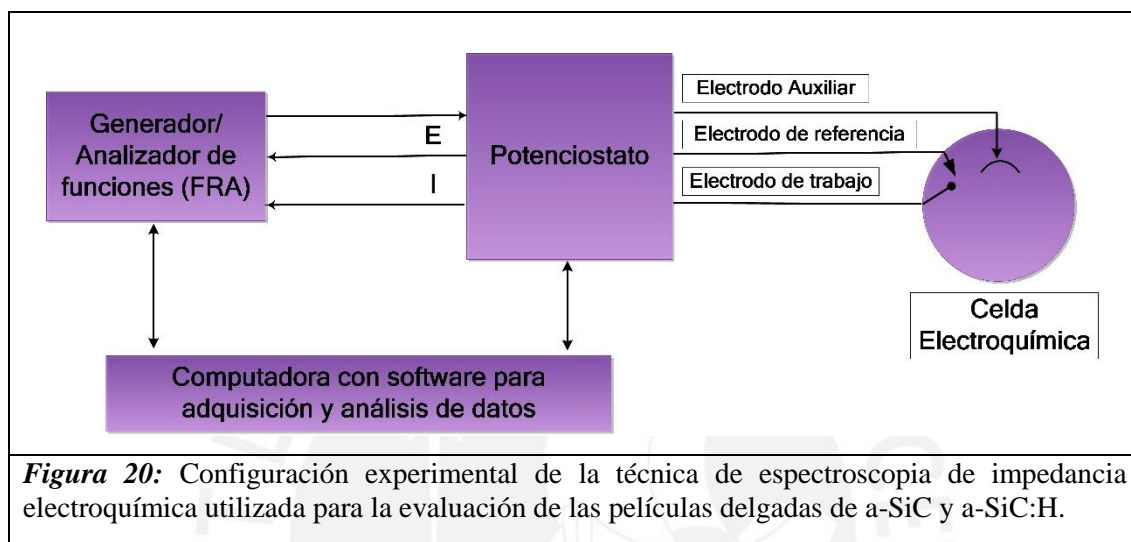 Generador/
Analizador de
funciones (FRA)
E
I
Potenciostato
Electrodo Auxiliar
Electrodo de referencia
Electrodo de trabajo
Celda
Electroquímica
Computadora con software para
adquisición y análisis de datos
Figura 20: Configuración experimental de la técnica de espectroscopia de impedancia
electroquímica utilizada para la evaluación de las películas delgadas de a-SiC y a-SiC:H.